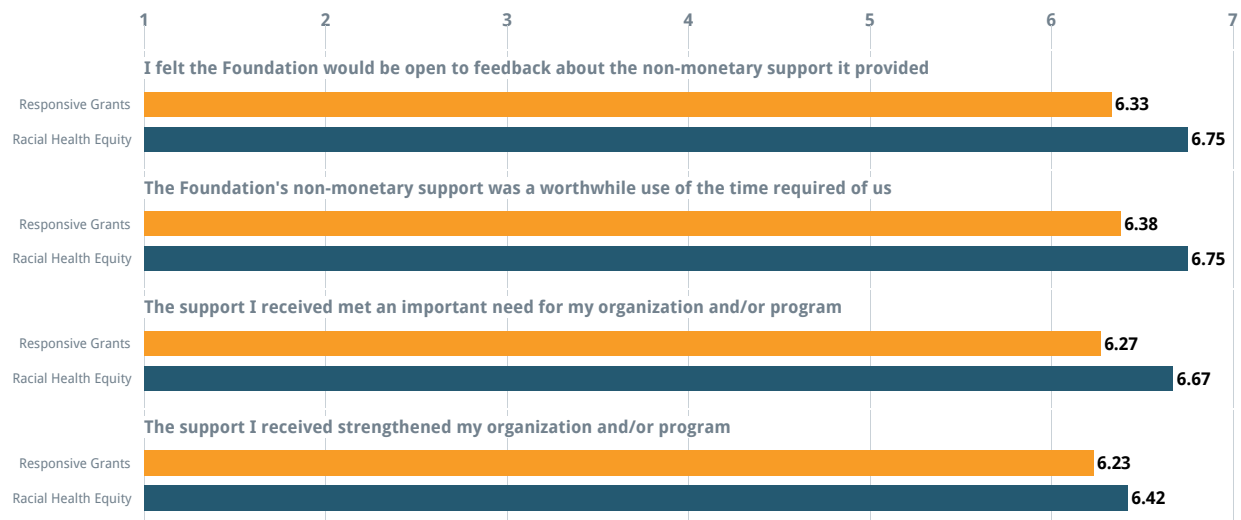 1 2 3 4 5 6 7
I felt the Foundation would be open to feedback about the non-monetary support it provided
Responsive Grants 6.33
Racial Health Equity 6.75
The Foundation's non-monetary support was a worthwhile use of the time required of us
Responsive Grants 6.38
Racial Health Equity 6.75
The support I received met an important need for my organization and/or program
Responsive Grants 6.27
Racial Health Equity 6.67
The support I received strengthened my organization and/or program
Responsive Grants 6.23
Racial Health Equity 6.42